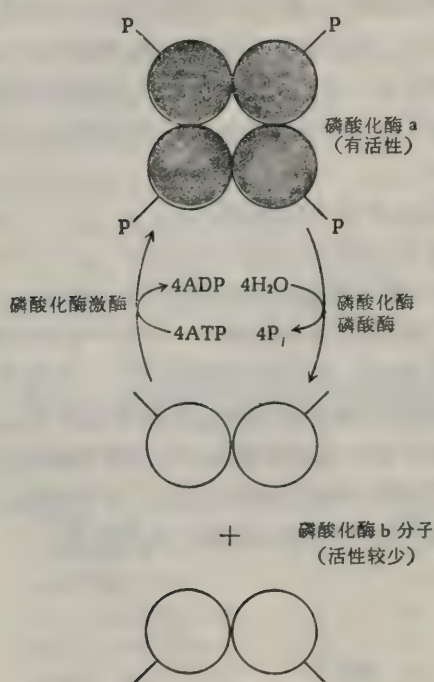 P P
磷酸化酶 a
（有活性）
P P
4ADP 4H₂O
磷酸化酶激酶
磷酸化酶
磷酸酶
4ATP 4Pᵢ
磷酸化酶 b 分子
+
（活性较少）